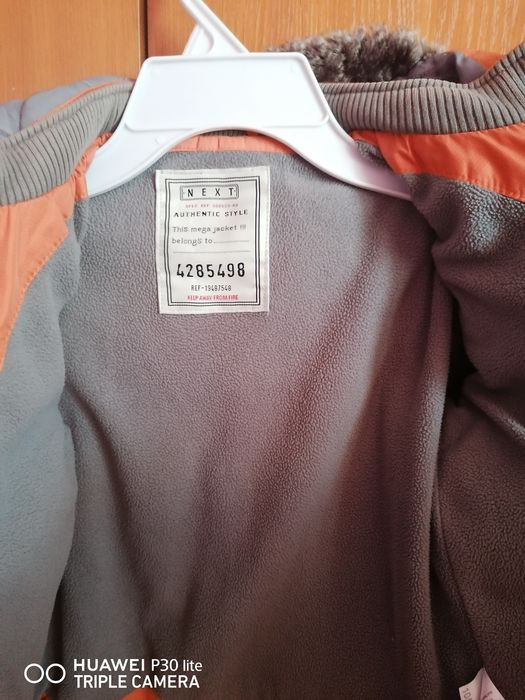 NEXT
AUTHENTIC STYLE
This mega jacket !!!
belongs to
4285498
REF-19487548
KEEP AWAY FROM FIRE
HUAWEI P30 lite
TRIPLE CAMERA